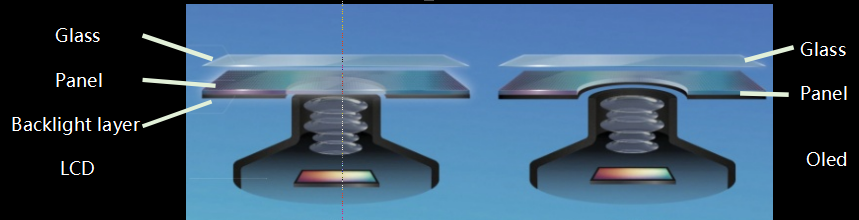 Glass
Panel
Backlight layer
LCD
Glass
Panel
Oled